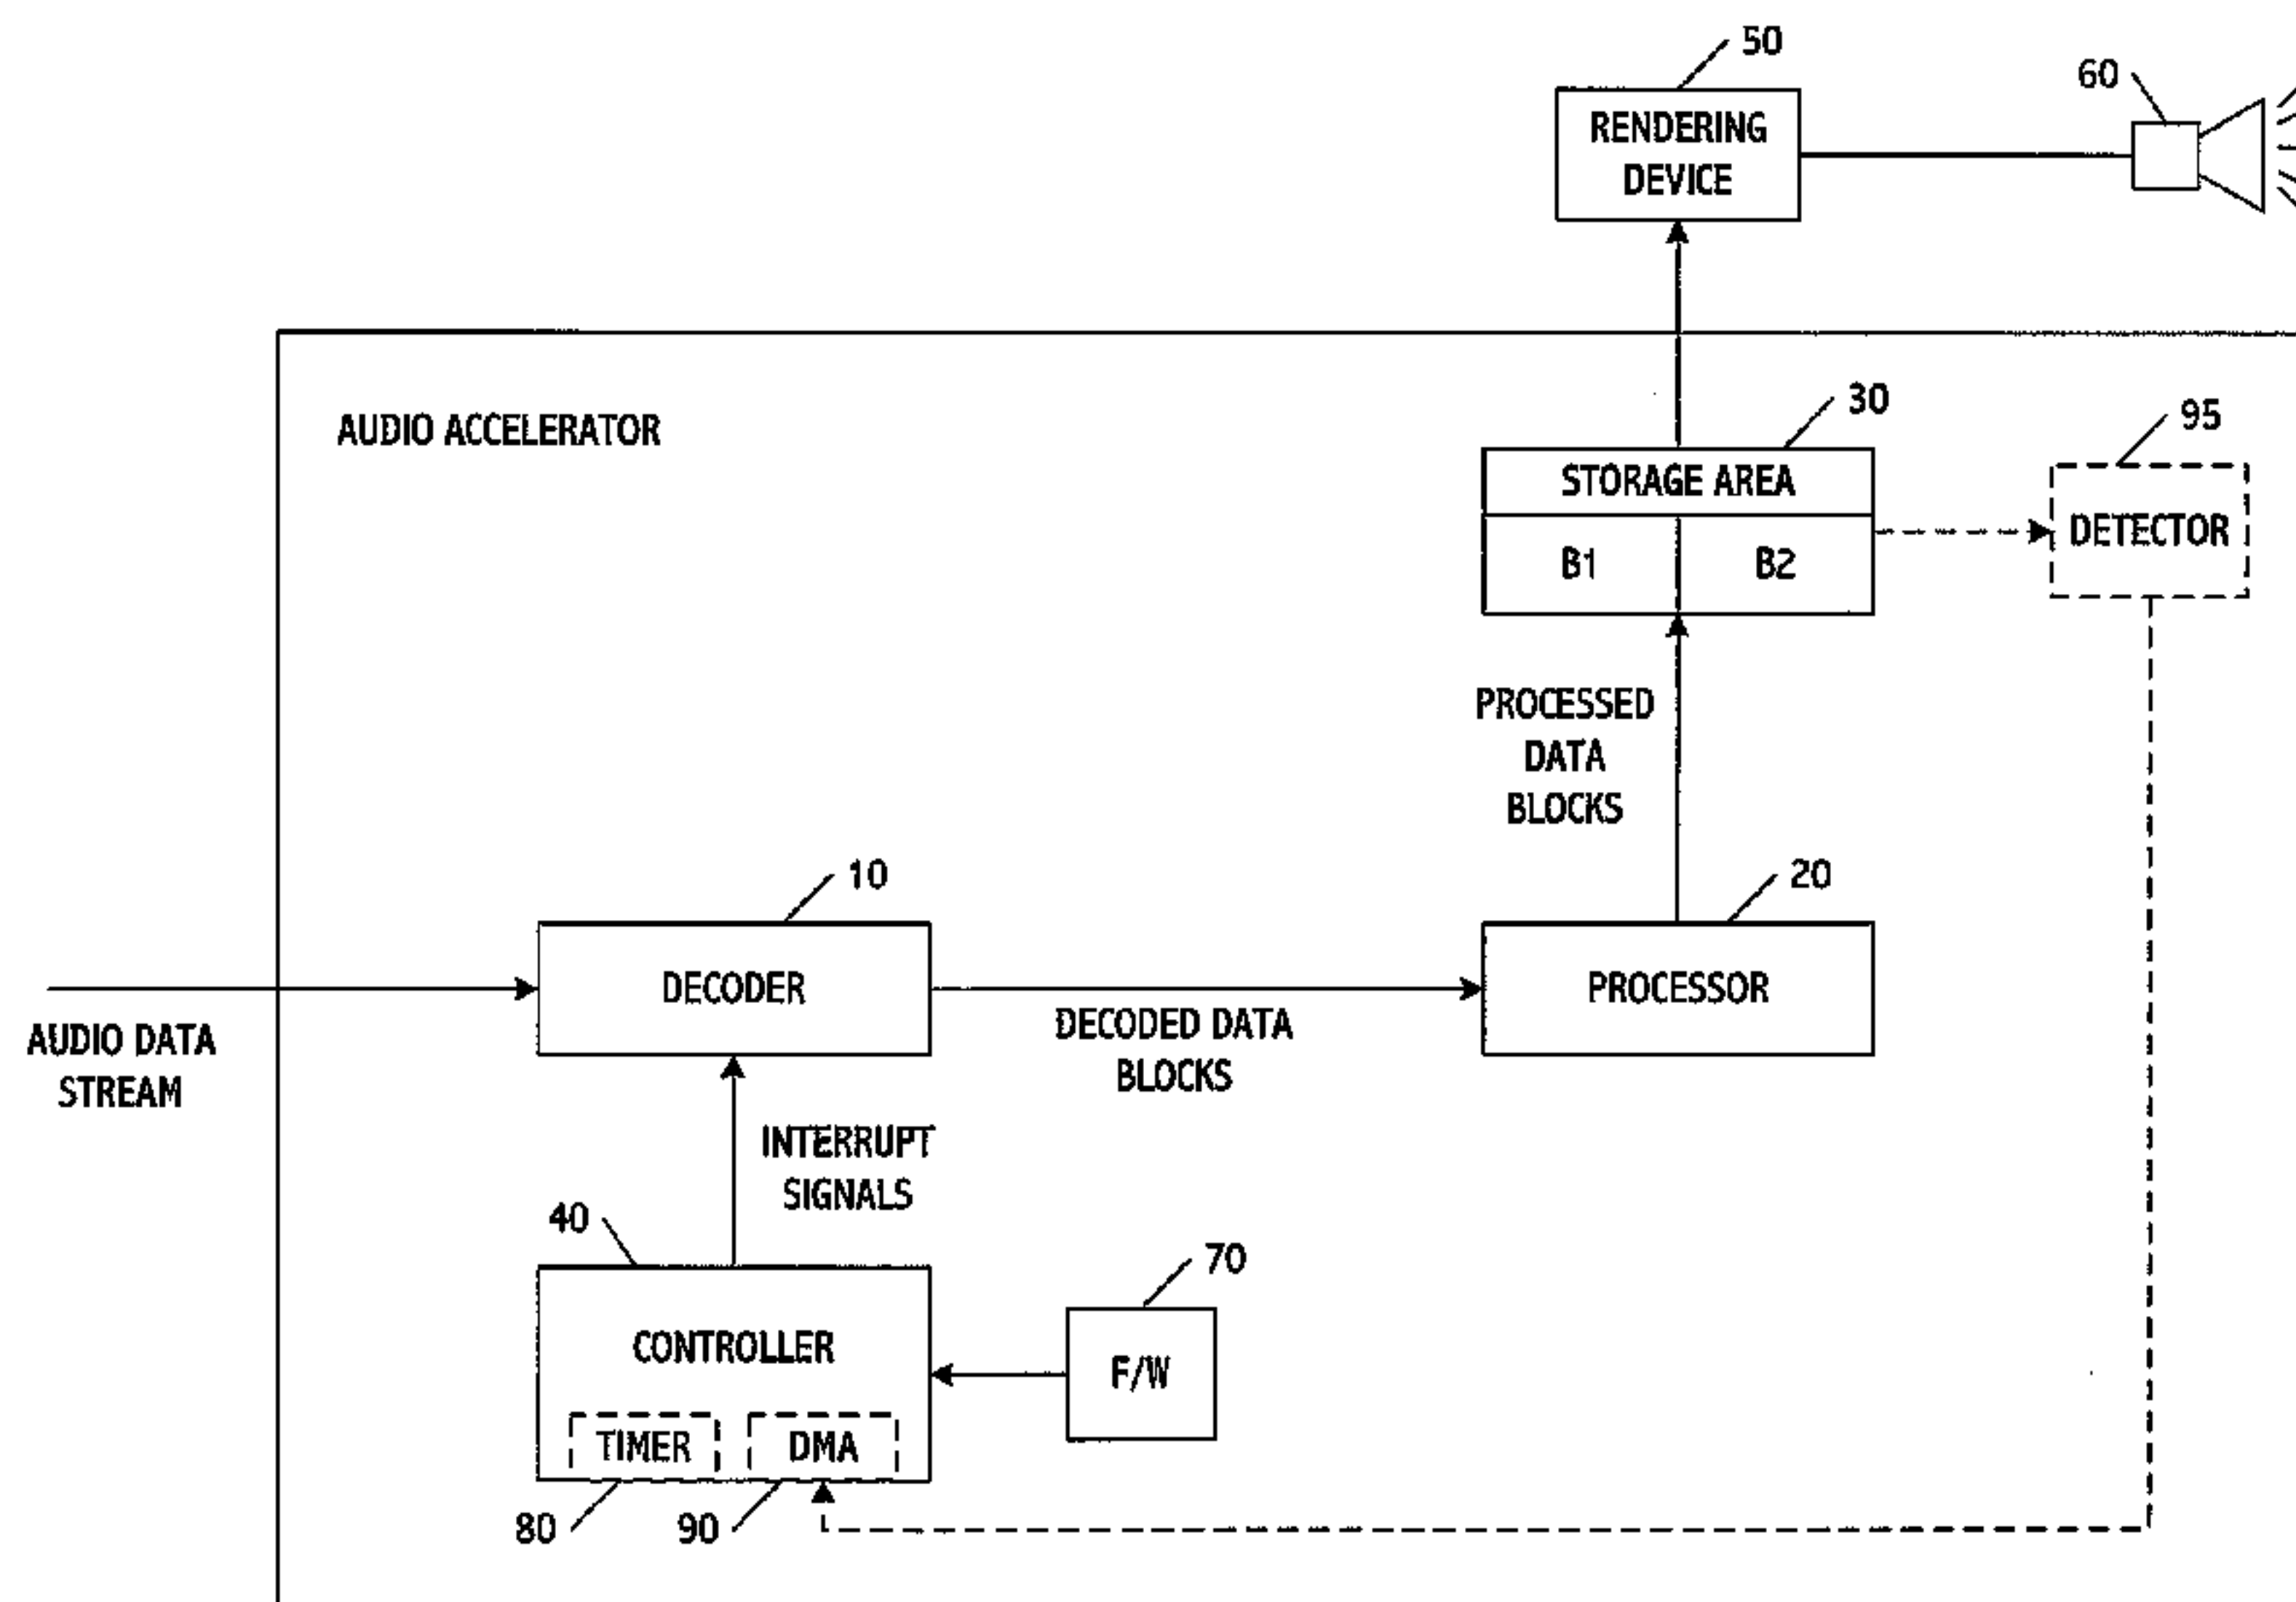 50
60
RENDERING
DEVICE
AUDIO ACCELERATOR
30
95
STORAGE AREA
B1
B2
DETECTOR
PROCESSED
DATA
BLOCKS
10
20
DECODER
PROCESSOR
AUDIO DATA
STREAM
DECODED DATA
BLOCKS
INTERRUPT
SIGNALS
40
70
CONTROLLER
F/W
TIMER
DMA
80
90